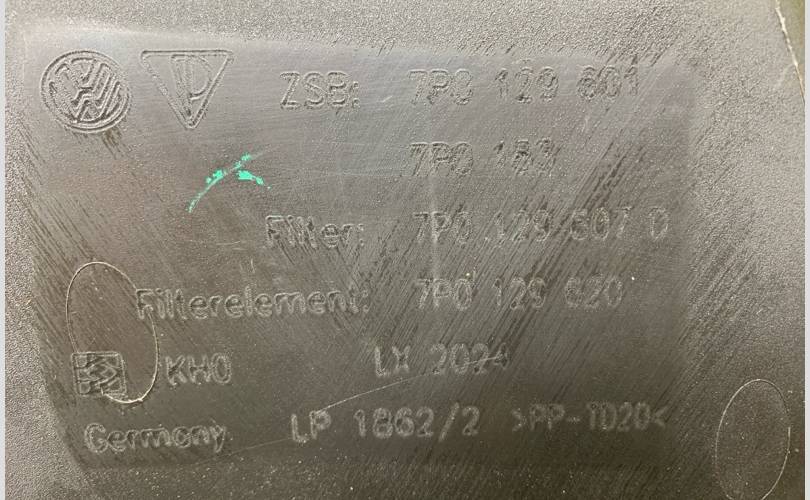 ZSB: 7P0 129 601
7P0 183
Filter: 7P0 129 607 D
Filterelement: 7P0 129 620
KHO LX 2024
Germany LP 1862/2 >PP-TD20<